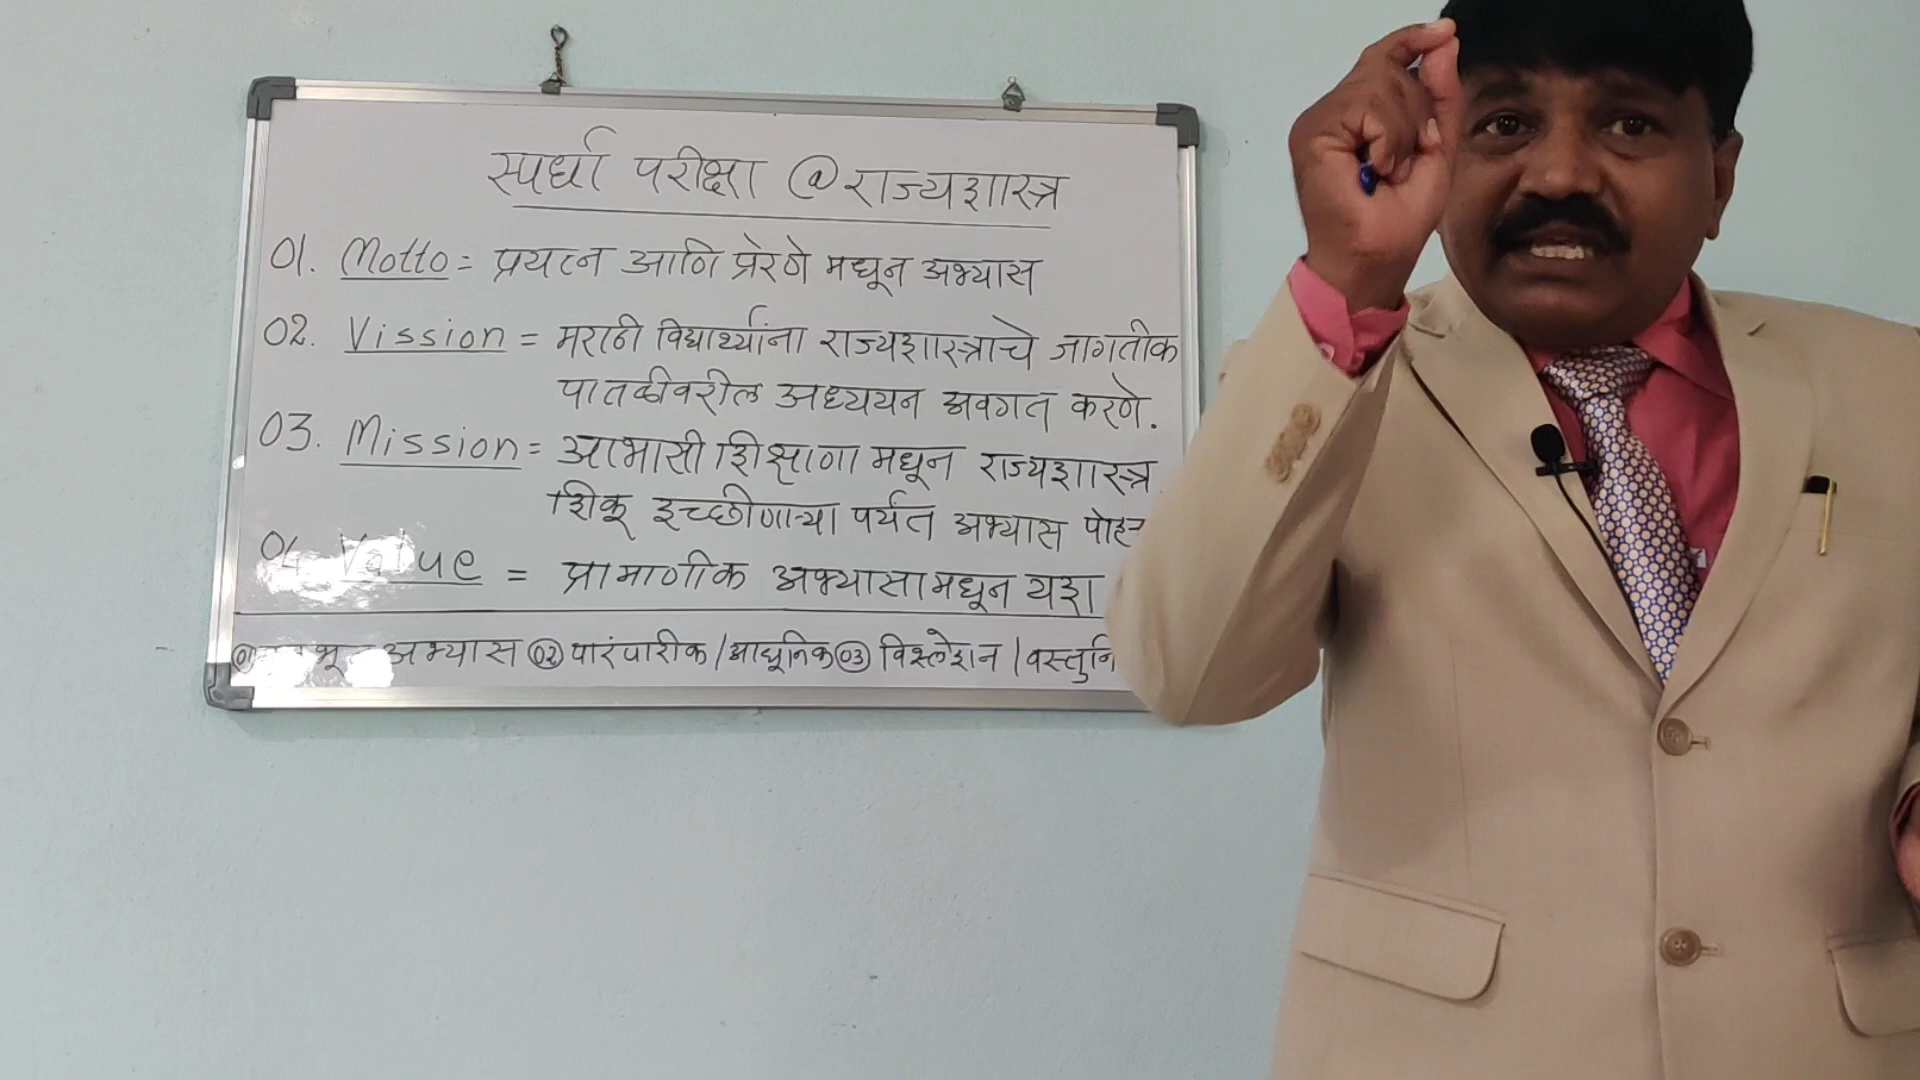 स्पर्धा परीक्षा @ राज्यशास्त्र
01. Motto = प्रयत्न आणि प्रेरणे मधून अभ्यास
02. Vission = मराठी विद्यार्थ्यांना राज्यशास्त्राचे जागतीक
पातळीवरील अध्ययन अवगत करणे.
03. Mission = आभासी शिक्षाणा मधून राज्यशास्त्र
शिकू इच्छीणाऱ्या पर्यंत अभ्यास
04. Value = प्रामाणीक अभ्यासामधून यश
01 अभ्यास 02 पारंपारीक / आधूनिक 03 विश्लेशन /